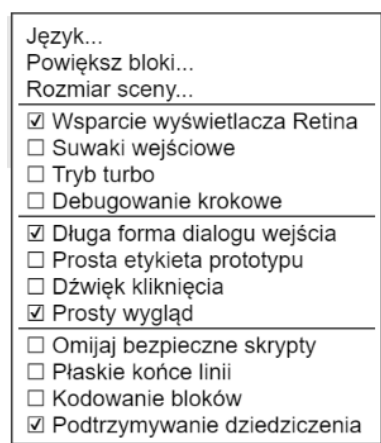 Język...
Powiększ bloki...
Rozmiar sceny...
☑ Wsparcie wyświetlacza Retina
☐ Suwaki wejściowe
☐ Tryb turbo
☐ Debugowanie krokowe
☑ Długa forma dialogu wejścia
☐ Prosta etykieta prototypu
☐ Dźwięk kliknięcia
☑ Prosty wygląd
☐ Omijaj bezpieczne skrypty
☐ Płaskie końce linii
☐ Kodowanie bloków
☑ Podtrzymywanie dziedziczenia